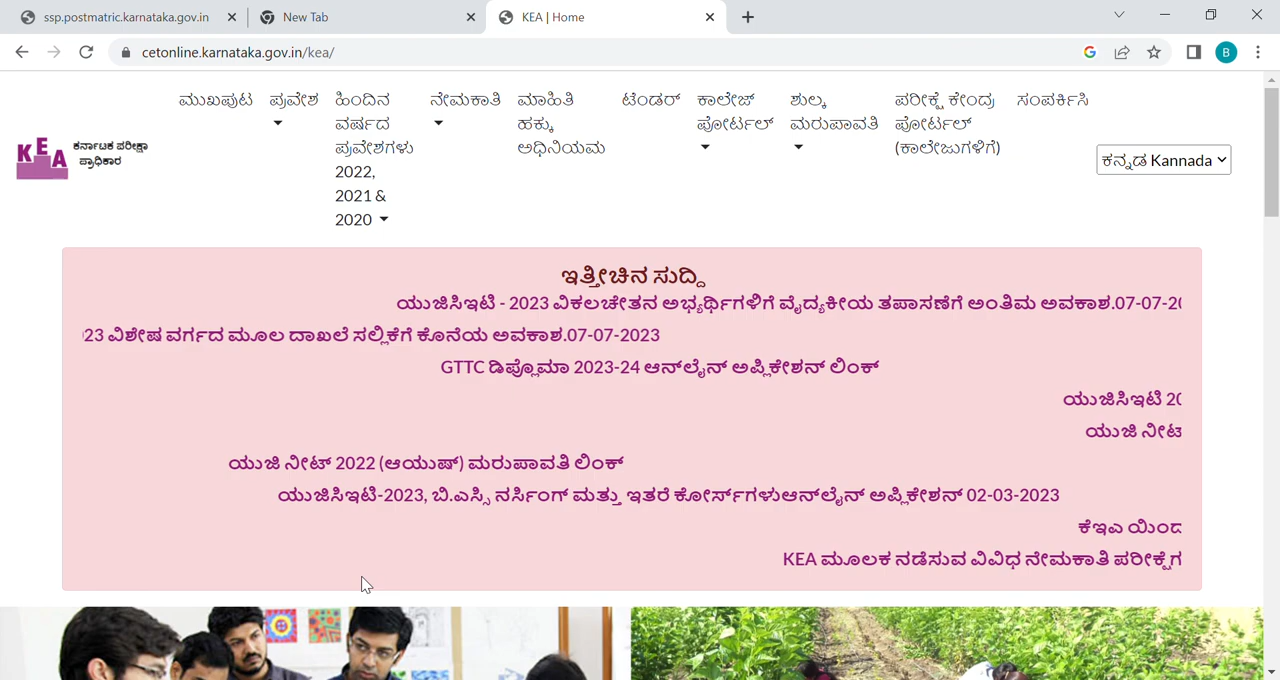 ssp.postmatric.karnataka.gov.in
New Tab
KEA | Home
cetonline.karnataka.gov.in/kea/
B
KEA
ಕರ್ನಾಟಕ ಪರೀಕ್ಷಾ
ಪ್ರಾಧಿಕಾರ
ಮುಖಪುಟ
ಪ್ರವೇಶ
ಹಿಂದಿನ
ವರ್ಷದ
ಪ್ರವೇಶಗಳು
2022,
2021 &
2020
ನೇಮಕಾತಿ
ಮಾಹಿತಿ
ಹಕ್ಕು
ಅಧಿನಿಯಮ
ಟೆಂಡರ್
ಕಾಲೇಜ್
ಪೋರ್ಟಲ್
ಶುಲ್ಕ
ಮರುಪಾವತಿ
ಪರೀಕ್ಷೆ ಕೇಂದ್ರ
ಪೋರ್ಟಲ್
(ಕಾಲೇಜುಗಳಿಗೆ)
ಸಂಪರ್ಕಿಸಿ
ಕನ್ನಡ Kannada
ಇತ್ತೀಚಿನ ಸುದ್ದಿ
ಯುಜಿಸಿಇಟಿ - 2023 ವಿಕಲಚೇತನ ಅಭ್ಯರ್ಥಿಗಳಿಗೆ ವೈದ್ಯಕೀಯ ತಪಾಸಣೆಗೆ ಅಂತಿಮ ಅವಕಾಶ.07-07-20
23 ವಿಶೇಷ ವರ್ಗದ ಮೂಲ ದಾಖಲೆ ಸಲ್ಲಿಕೆಗೆ ಕೊನೆಯ ಅವಕಾಶ.07-07-2023
GTTC ಡಿಪ್ಲೊಮಾ 2023-24 ಆನ್‌ಲೈನ್ ಅಪ್ಲಿಕೇಶನ್ ಲಿಂಕ್
ಯುಜಿಸಿಇಟಿ 20
ಯುಜಿ ನೀಟ್
ಯುಜಿ ನೀಟ್ 2022 (ಆಯುಷ್) ಮರುಪಾವತಿ ಲಿಂಕ್
ಯುಜಿಸಿಇಟಿ-2023, ಬಿ.ಎಸ್ಸಿ ನರ್ಸಿಂಗ್ ಮತ್ತು ಇತರೆ ಕೋರ್ಸ್‌ಗಳುಆನ್‌ಲೈನ್ ಅಪ್ಲಿಕೇಶನ್ 02-03-2023
ಕೆಇಎ ಯಿಂದ
KEA ಮೂಲಕ ನಡೆಸುವ ವಿವಿಧ ನೇಮಕಾತಿ ಪರೀಕ್ಷೆಗ